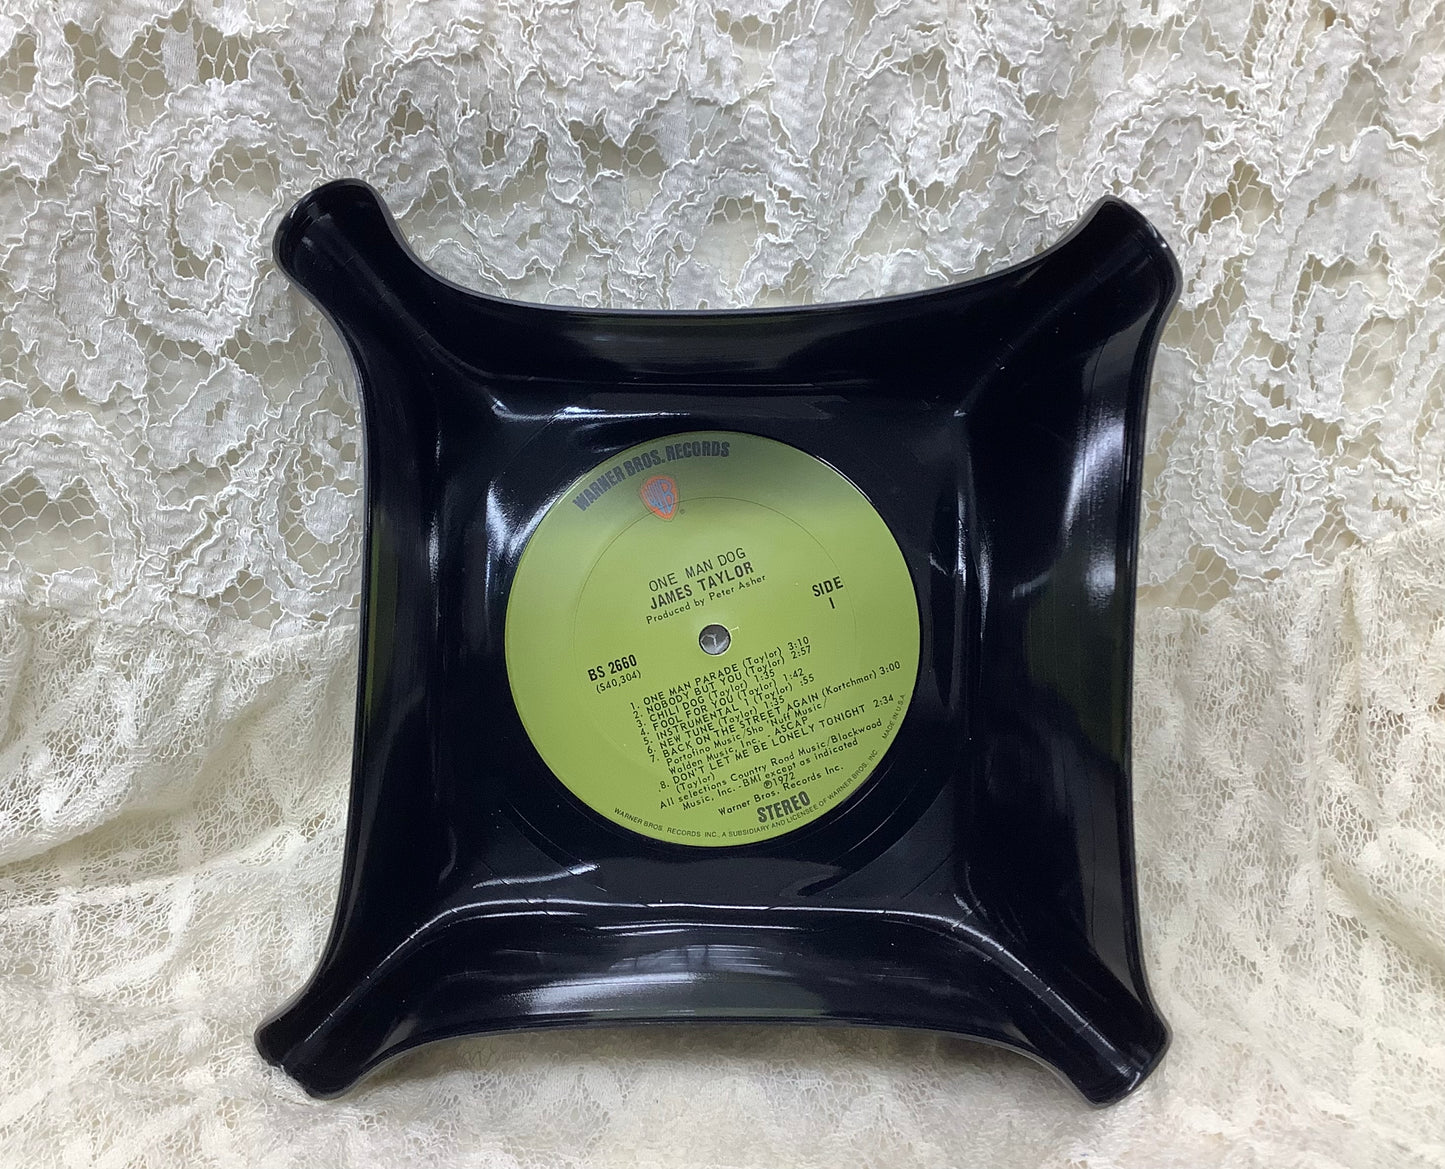 WARNER BROS. RECORDS
WB
®
ONE MAN DOG
JAMES TAYLOR
Produced by Peter Asher
SIDE
1
BS 2660
(S40,304)
1. ONE MAN PARADE (Taylor) 3:10
2. NOBODY BUT YOU (Taylor) 2:57
3. CHILI DOG (Taylor) 1:35
4. FOOL FOR YOU (Taylor) 1:42
5. INSTRUMENTAL 1 (Taylor) :55
6. NEW TUNE (Taylor) 1:35
7. BACK ON THE STREET AGAIN (Kortchmar) 3:00
Portofino Music/Sho' 'Nuff Music/
Walden Music, Inc.- ASCAP
8. DON'T LET ME BE LONELY TONIGHT 2:34
(Taylor)
All selections Country Road Music/Blackwood
Music, Inc.-BMI except as indicated
℗1972
Warner Bros. Records Inc.
STEREO
WARNER BROS. RECORDS INC., A SUBSIDIARY AND LICENSEE OF WARNER BROS. INC. MADE IN U.S.A.